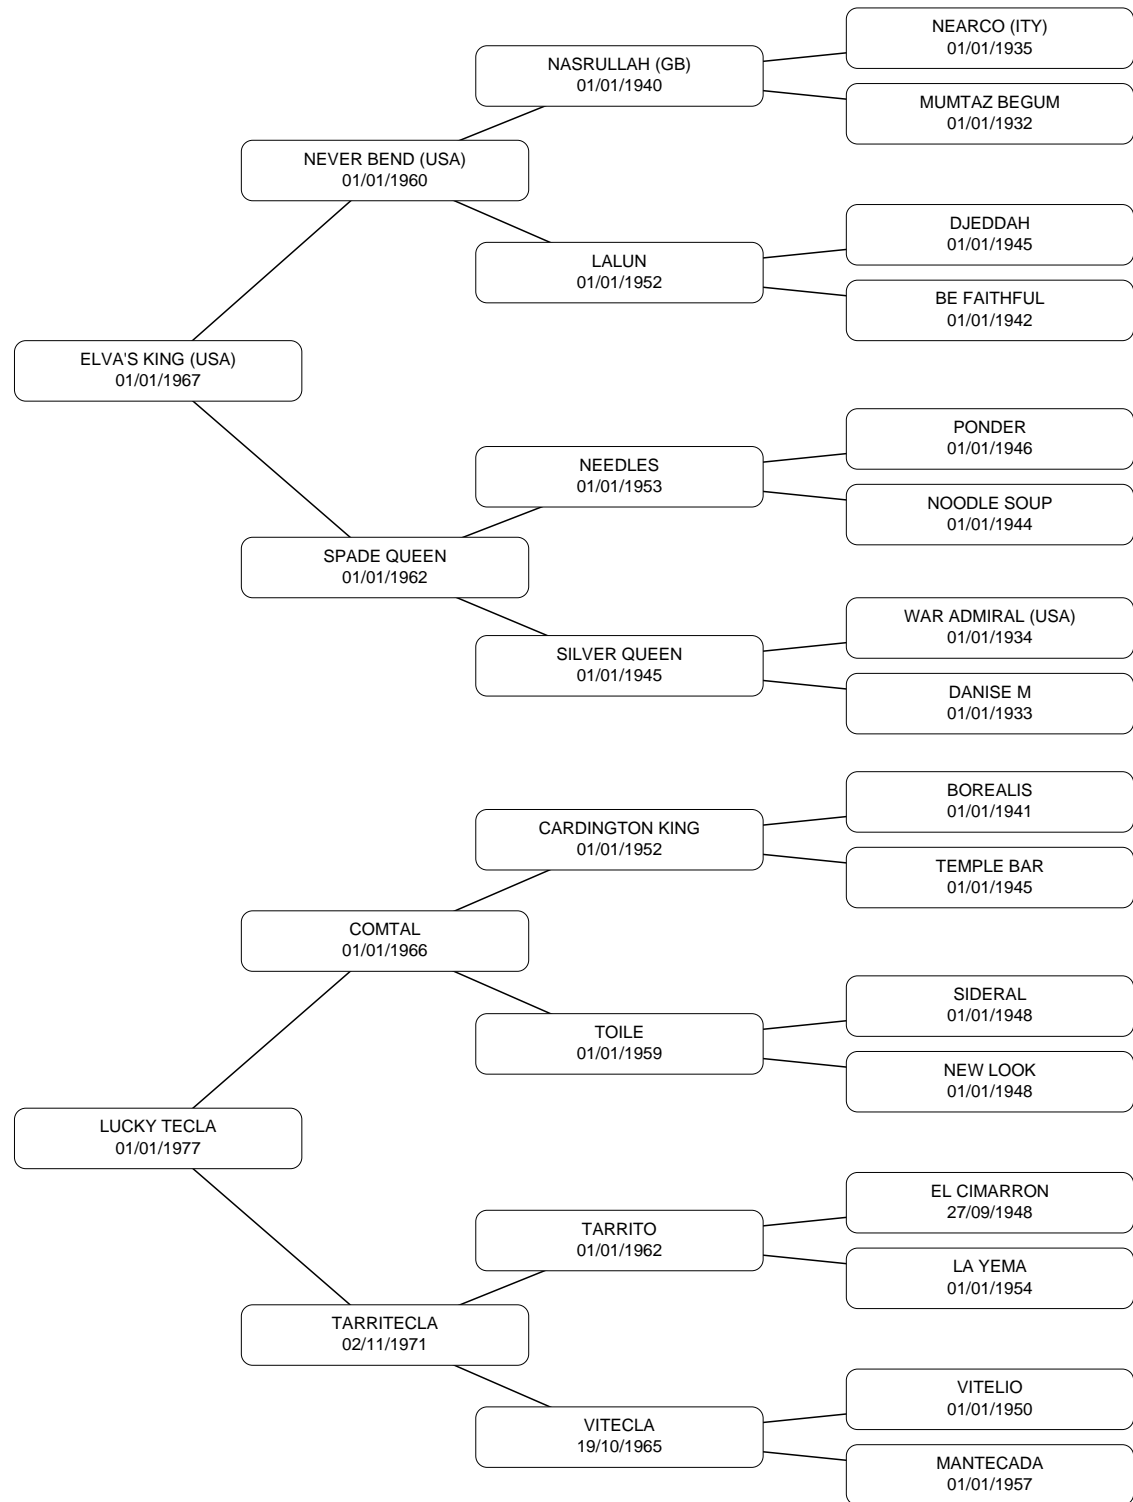 NEARCO (ITY)
01/01/1935
NASRULLAH (GB)
01/01/1940
MUMTAZ BEGUM
01/01/1932
NEVER BEND (USA)
01/01/1960
DJEDDAH
01/01/1945
LALUN
01/01/1952
BE FAITHFUL
01/01/1942
ELVA'S KING (USA)
01/01/1967
PONDER
01/01/1946
NEEDLES
01/01/1953
NOODLE SOUP
01/01/1944
SPADE QUEEN
01/01/1962
WAR ADMIRAL (USA)
01/01/1934
SILVER QUEEN
01/01/1945
DANISE M
01/01/1933
BOREALIS
01/01/1941
CARDINGTON KING
01/01/1952
TEMPLE BAR
01/01/1945
COMTAL
01/01/1966
SIDERAL
01/01/1948
TOILE
01/01/1959
NEW LOOK
01/01/1948
LUCKY TECLA
01/01/1977
EL CIMARRON
27/09/1948
TARRITO
01/01/1962
LA YEMA
01/01/1954
TARRITECLA
02/11/1971
VITELIO
01/01/1950
VITECLA
19/10/1965
MANTECADA
01/01/1957